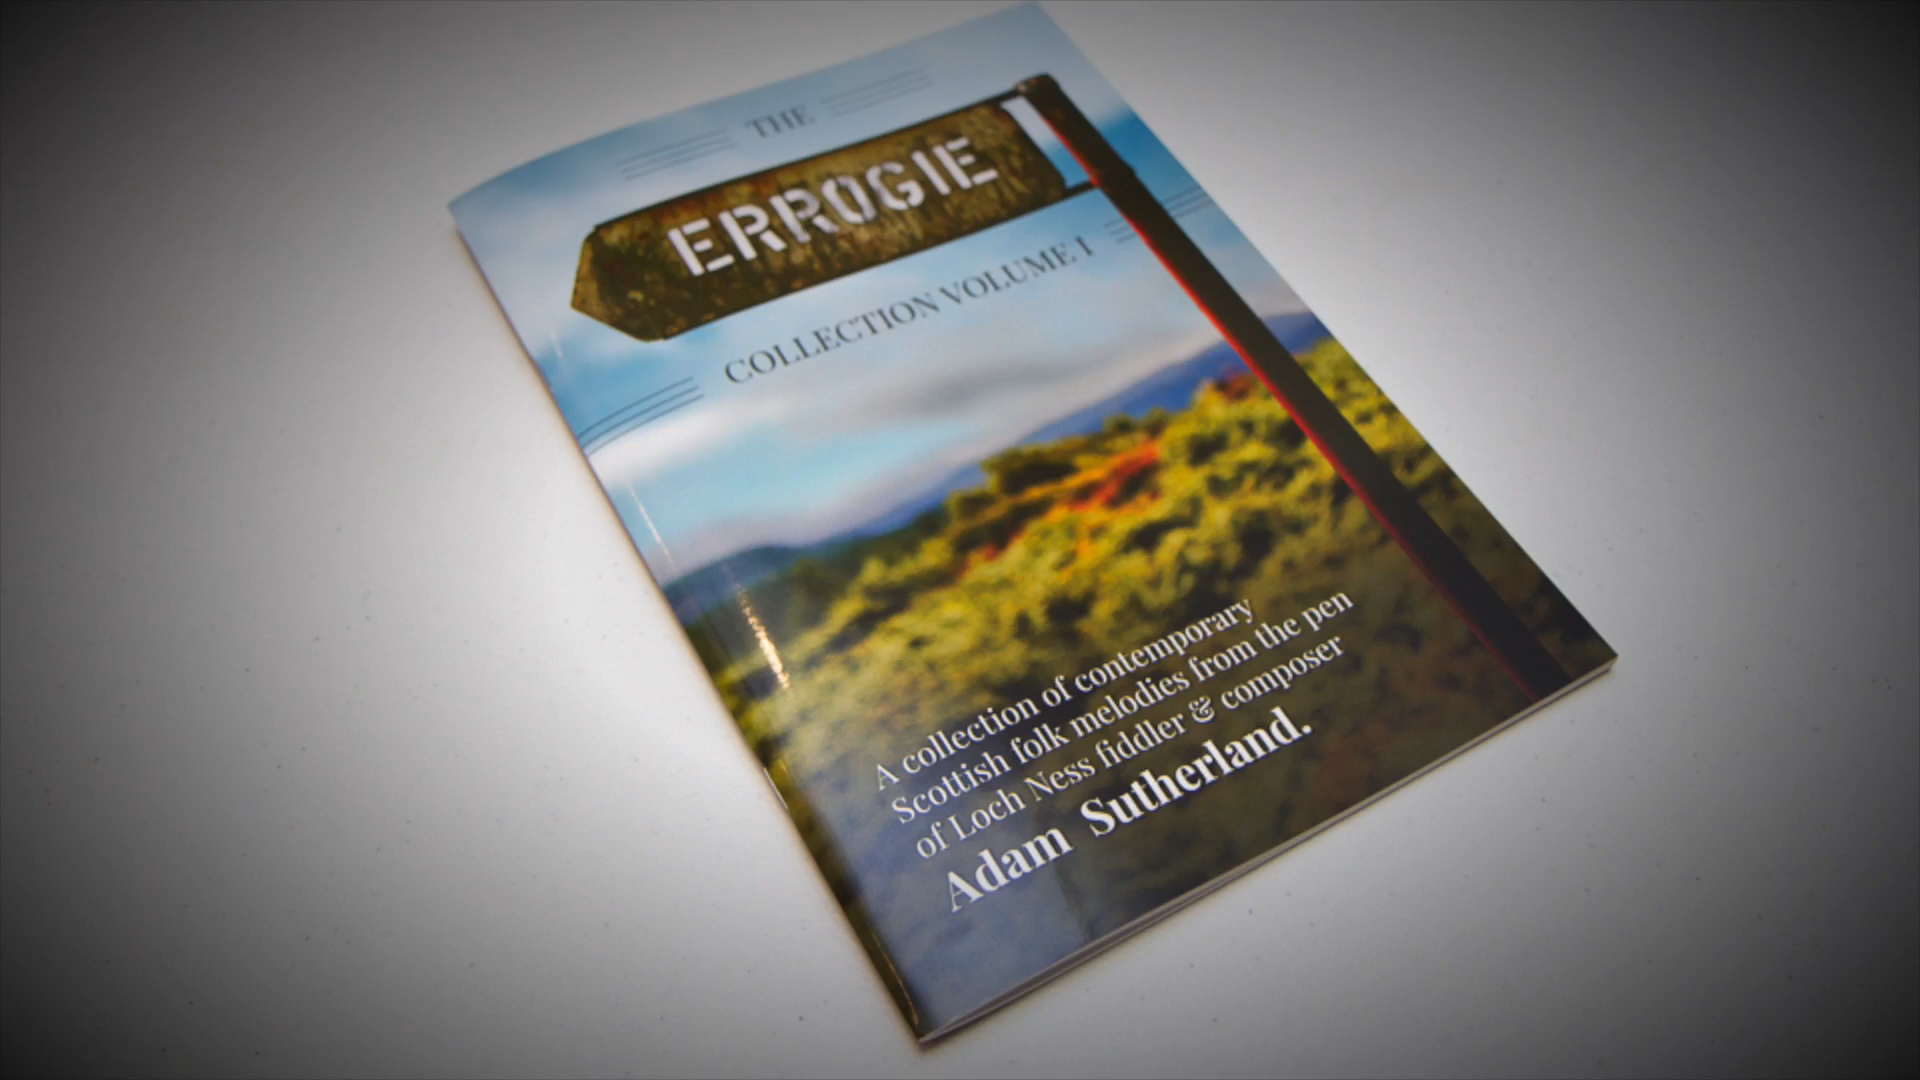 THE
ERROGIE
COLLECTION VOLUME 1
A collection of contemporary
Scottish folk melodies from the pen
of Loch Ness fiddler & composer
Adam Sutherland.